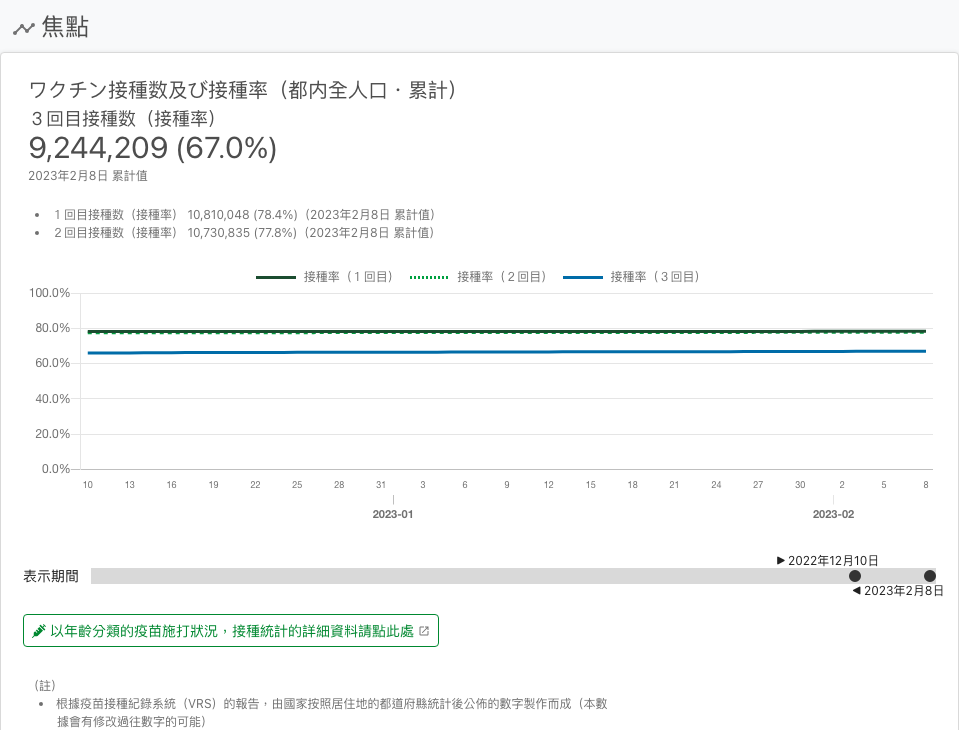 焦點
ワクチン接種数及び接種率（都内全人口・累計）
３回目接種数（接種率）
9,244,209 (67.0%)
2023年2月8日 累計值
１回目接種数（接種率） 10,810,048 (78.4%)（2023年2月8日 累計值）
２回目接種数（接種率） 10,730,835 (77.8%)（2023年2月8日 累計值）
接種率（１回目） 接種率（２回目） 接種率（３回目）
100.0%
80.0%
60.0%
40.0%
20.0%
0.0%
10 13 16 19 22 25 28 31 3 6 9 12 15 18 21 24 27 30 2 5 8
2023-01 2023-02
2022年12月10日
表示期間
2023年2月8日
以年齡分類的疫苗施打狀況，接種統計的詳細資料請點此處
（註）
根據疫苗接種紀錄系統（VRS）的報告，由國家按照居住地的都道府縣統計後公佈的數字製作而成（本數
據會有修改過往數字的可能）